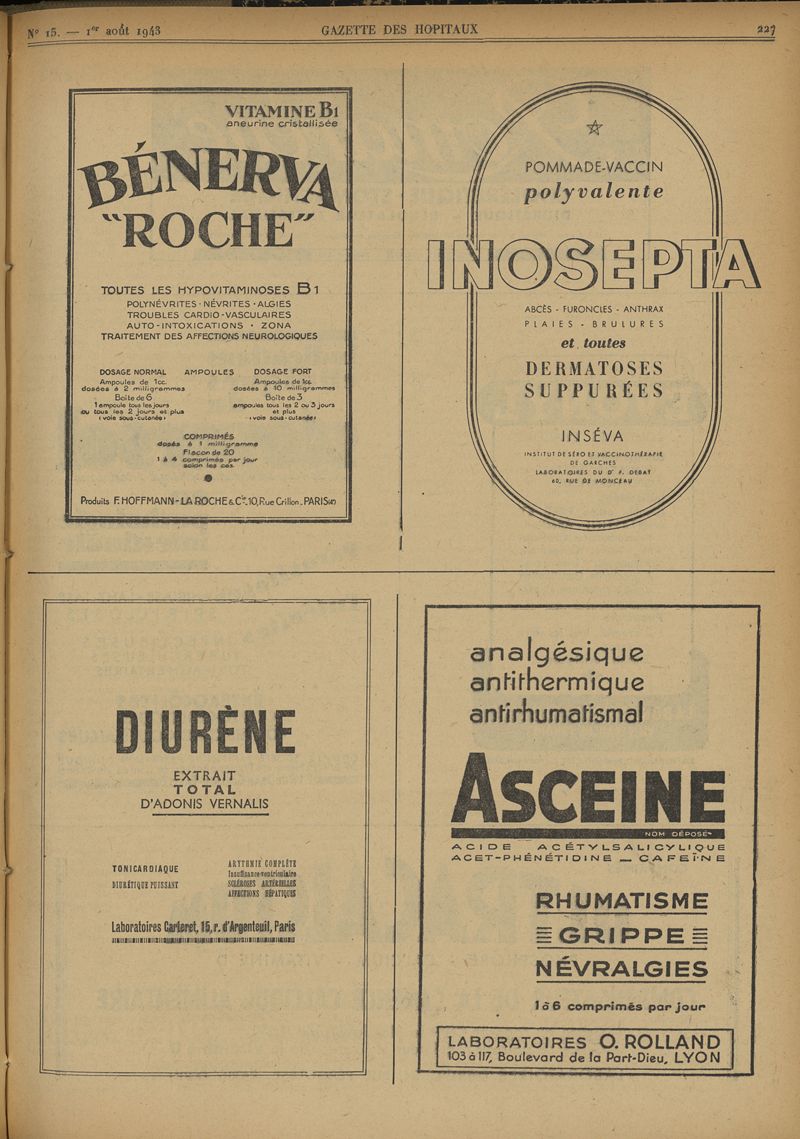 N° 15. — 1er août 1943
GAZETTE DES HOPITAUX
227
VITAMINE B1
aneurine cristallisée
BÉNERVA
"ROCHE"
TOUTES LES HYPOVITAMINOSES B1
POLYNÉVRITES · NÉVRITES · ALGIES
TROUBLES CARDIO-VASCULAIRES
AUTO-INTOXICATIONS · ZONA
TRAITEMENT DES AFFECTIONS NEUROLOGIQUES
AMPOULES
DOSAGE NORMAL
Ampoules de 1cc.
dosées à 2 milligrammes
Boîte de 6
1 ampoule tous les jours
ou tous les 2 jours et plus
(voie sous-cutanée)
DOSAGE FORT
Ampoules de 1cc.
dosées à 10 milligrammes
Boîte de 3
ampoules tous les 2 ou 3 jours
et plus
(voie sous-cutanée)
COMPRIMÉS
dosés à 1 milligramme
Flacon de 20
1 à 4 comprimés par jour
selon les cas.
Produits F. HOFFMANN-LA ROCHE & Cie. 10, Rue Crillon. PARIS
POMMADE-VACCIN
polyvalente
INOSEPTA
ABCÈS - FURONCLES - ANTHRAX
PLAIES - BRULURES
et toutes
DERMATOSES
SUPPURÉES
INSÉVA
INSTITUT DE SÉRO ET VACCINOTHÉRAPIE
DE GARCHES
LABORATOIRES DU Dr F. DEBAT
60, RUE DE MONCEAU
DIURÈNE
EXTRAIT
TOTAL
D'ADONIS VERNALIS
TONICARDIAQUE
DIURÉTIQUE PUISSANT
ARYTHMIE COMPLÈTE
Insuffisance ventriculaire
SCLÉROSES ARTÉRIELLES
AFFECTIONS HÉPATIQUES
Laboratoires Carteret, 15, r. d'Argenteuil, Paris
analgésique
antithermique
antirhumatismal
ASCEINE
NOM DÉPOSÉ
ACIDE ACÉTYLSALICYLIQUE
ACET-PHÉNÉTIDINE — CAFEÏNE
RHUMATISME
GRIPPE
NÉVRALGIES
1 à 6 comprimés par jour
LABORATOIRES O. ROLLAND
103 à 117, Boulevard de la Part-Dieu, LYON